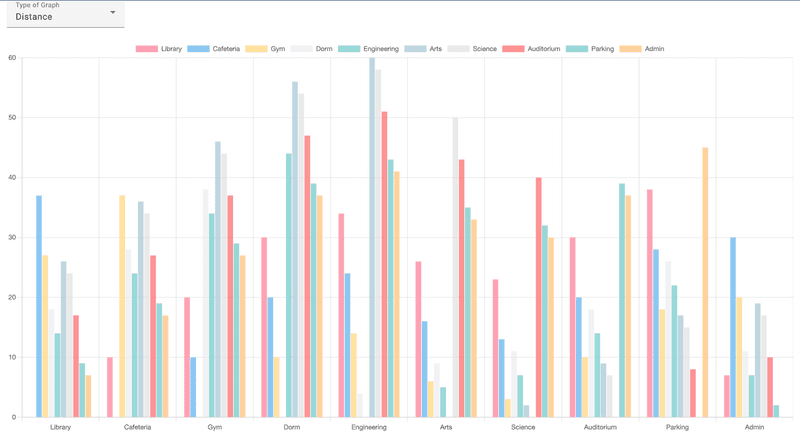 Type of Graph
Distance
Library Cafeteria Gym Dorm Engineering Arts Science Auditorium Parking Admin
60
50
40
30
20
10
0
Library Cafeteria Gym Dorm Engineering Arts Science Auditorium Parking Admin